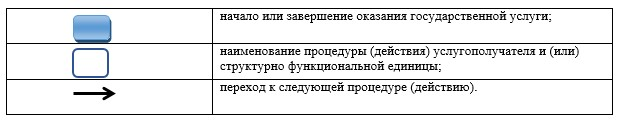 начало или завершение оказания государственной услуги;
наименование процедуры (действия) услугополучателя и (или)
структурно функциональной единицы;
переход к следующей процедуре (действию).